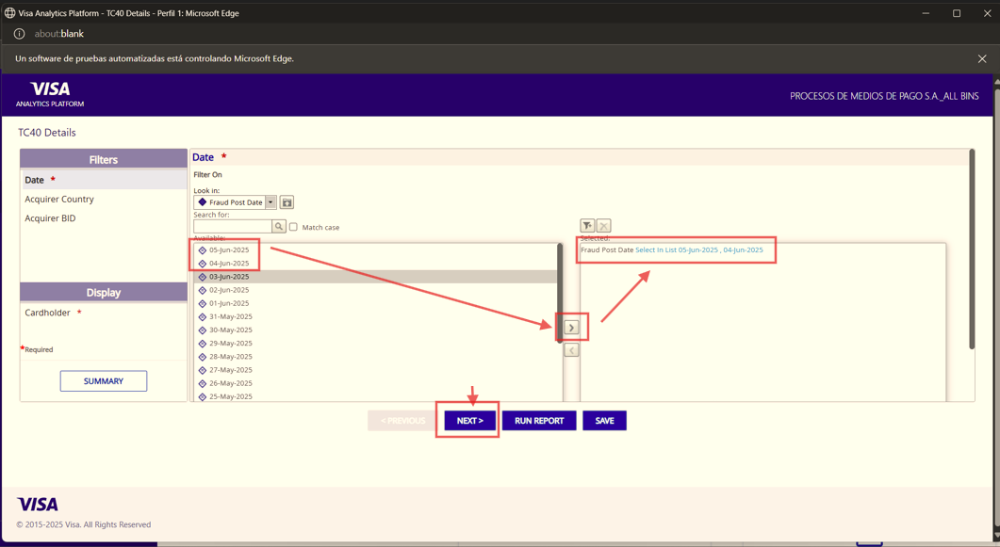 Visa Analytics Platform - TC40 Details - Perfil 1: Microsoft Edge
about:blank
Un software de pruebas automatizadas está controlando Microsoft Edge.
VISA
ANALYTICS PLATFORM
PROCESOS DE MEDIOS DE PAGO S.A._ALL BINS
TC40 Details
Filters
Date *
Acquirer Country
Acquirer BID
Display
Cardholder *
*Required
SUMMARY
Date *
Filter On
Look in:
Fraud Post Date
Search for:
Match case
Available:
05-Jun-2025
04-Jun-2025
03-Jun-2025
02-Jun-2025
01-Jun-2025
31-May-2025
30-May-2025
29-May-2025
28-May-2025
27-May-2025
26-May-2025
25-May-2025
Selected:
Fraud Post Date Select In List 05-Jun-2025 , 04-Jun-2025
< PREVIOUS
NEXT >
RUN REPORT
SAVE
VISA
© 2015-2025 Visa. All Rights Reserved